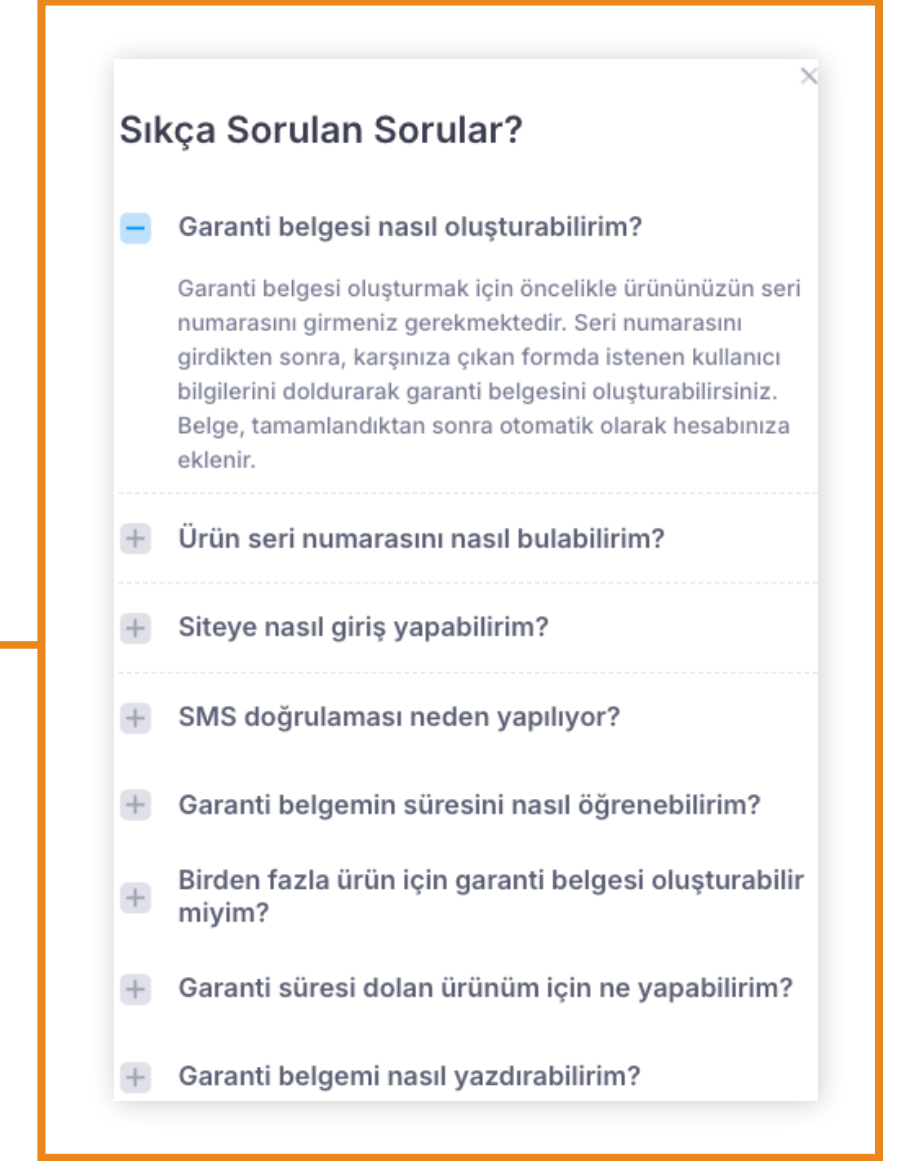 Sıkça Sorulan Sorular?
Garanti belgesi nasıl oluşturabilirim?
Garanti belgesi oluşturmak için öncelikle ürününüzün seri
numarasını girmeniz gerekmektedir. Seri numarasını
girdikten sonra, karşınıza çıkan formda istenen kullanıcı
bilgilerini doldurarak garanti belgesini oluşturabilirsiniz.
Belge, tamamlandıktan sonra otomatik olarak hesabınıza
eklenir.
Ürün seri numarasını nasıl bulabilirim?
Siteye nasıl giriş yapabilirim?
SMS doğrulaması neden yapılıyor?
Garanti belgemin süresini nasıl öğrenebilirim?
Birden fazla ürün için garanti belgesi oluşturabilir
miyim?
Garanti süresi dolan ürünüm için ne yapabilirim?
Garanti belgemi nasıl yazdırabilirim?